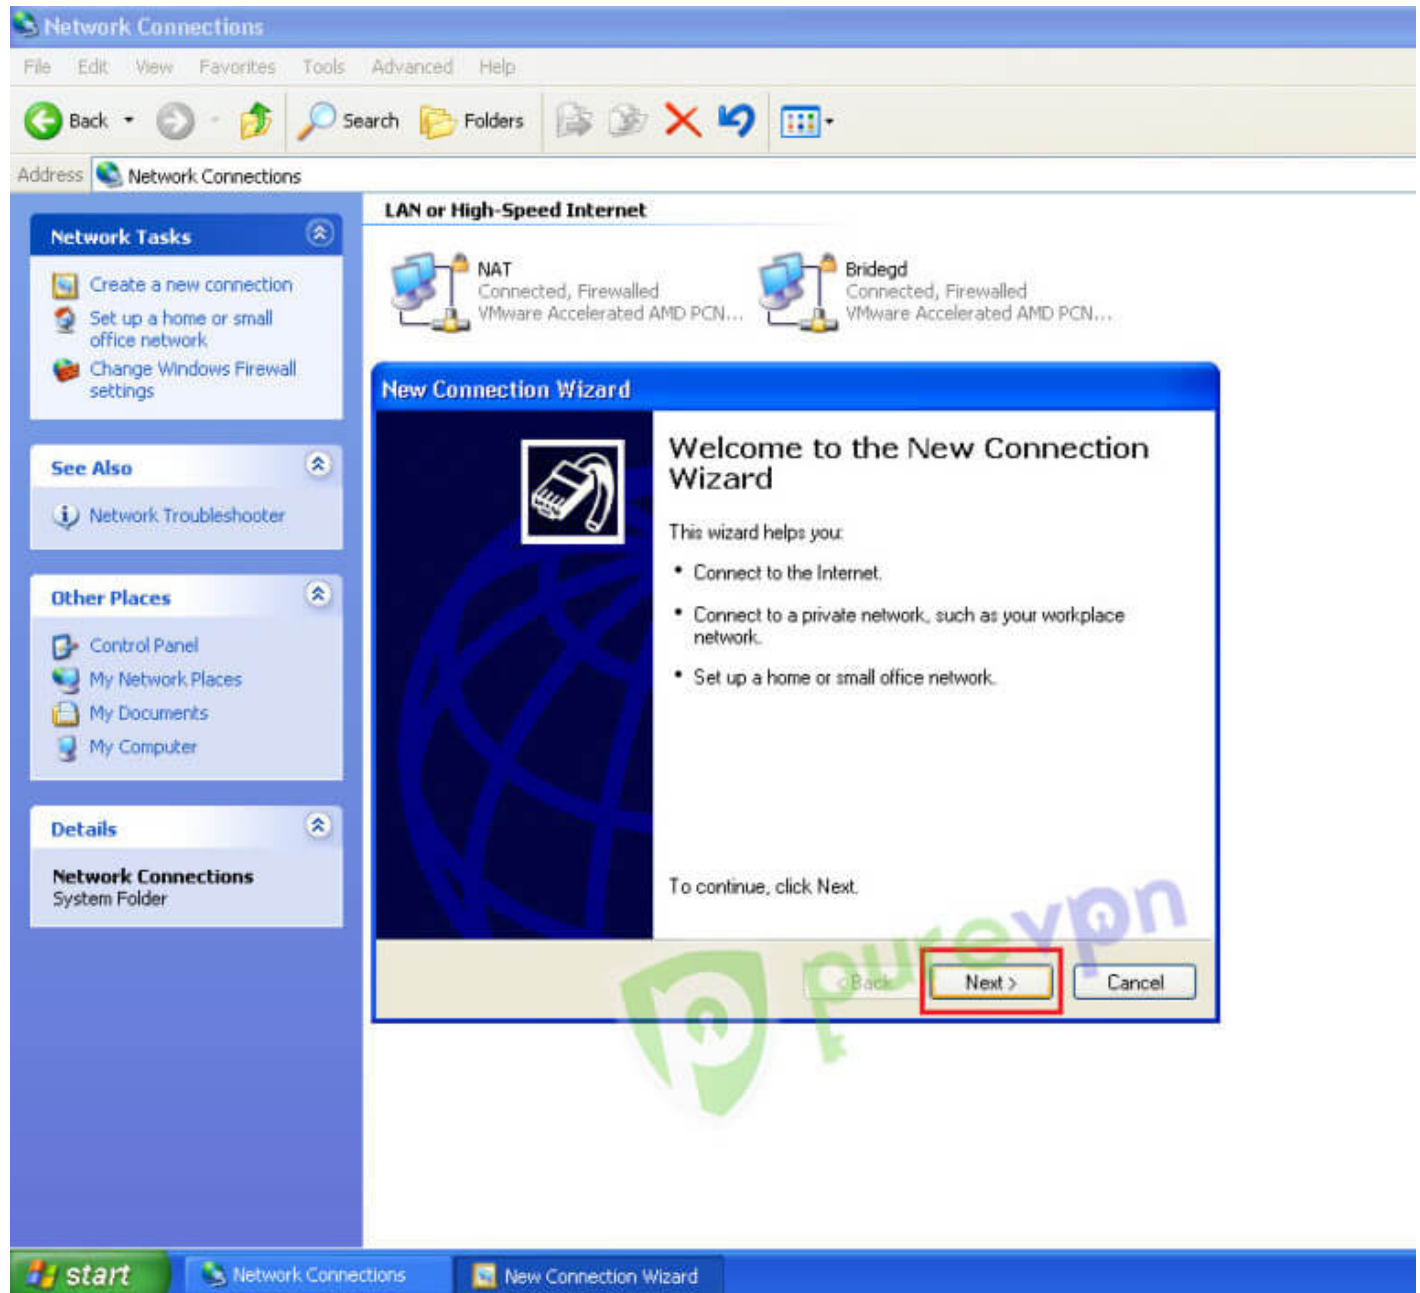 Network Connections
File Edit View Favorites Tools Advanced Help
Back Search Folders
Address Network Connections
Network Tasks
Create a new connection
Set up a home or small
office network
Change Windows Firewall
settings
See Also
Network Troubleshooter
Other Places
Control Panel
My Network Places
My Documents
My Computer
Details
Network Connections
System Folder
LAN or High-Speed Internet
NAT
Connected, Firewalled
VMware Accelerated AMD PCN...
Bridegd
Connected, Firewalled
VMware Accelerated AMD PCN...
New Connection Wizard
Welcome to the New Connection
Wizard
This wizard helps you:
• Connect to the Internet.
• Connect to a private network, such as your workplace
network.
• Set up a home or small office network.
To continue, click Next.
< Back Next > Cancel
purevpn
start Network Connections New Connection Wizard